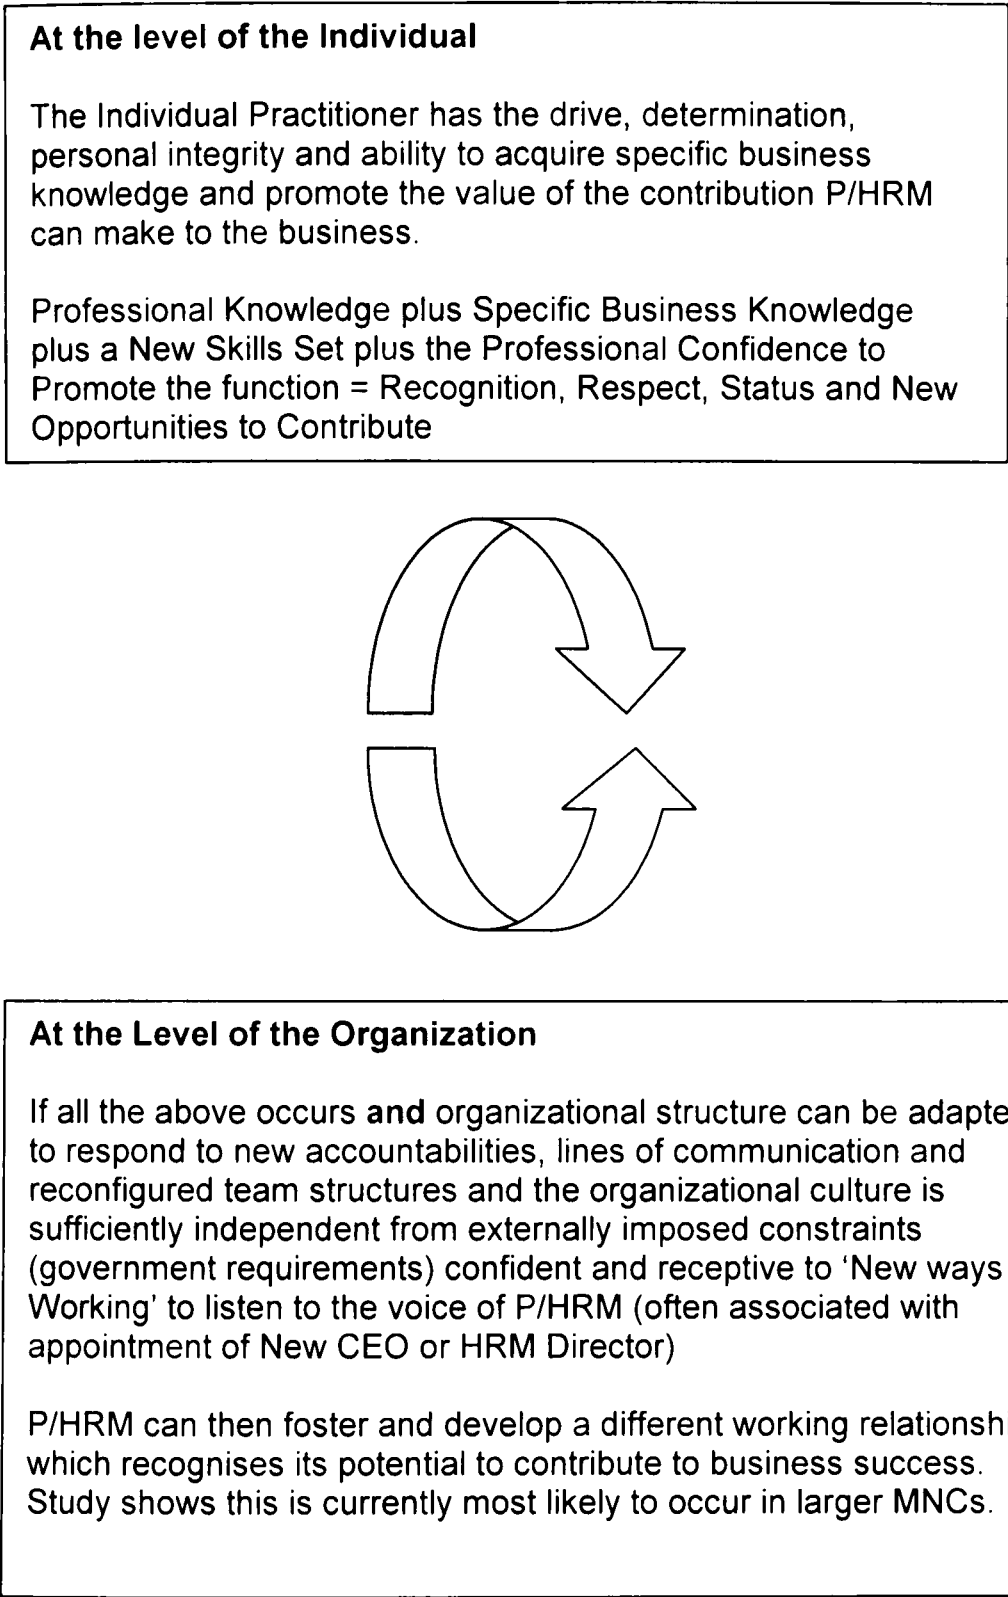 At the level of the Individual
The Individual Practitioner has the drive, determination,
personal integrity and ability to acquire specific business
knowledge and promote the value of the contribution P/HRM
can make to the business.
Professional Knowledge plus Specific Business Knowledge
plus a New Skills Set plus the Professional Confidence to
Promote the function = Recognition, Respect, Status and New
Opportunities to Contribute
At the Level of the Organization
If all the above occurs and organizational structure can be adapte
to respond to new accountabilities, lines of communication and
reconfigured team structures and the organizational culture is
sufficiently independent from externally imposed constraints
(government requirements) confident and receptive to ‘New ways
Working’ to listen to the voice of P/HRM (often associated with
appointment of New CEO or HRM Director)
P/HRM can then foster and develop a different working relationsh
which recognises its potential to contribute to business success.
Study shows this is currently most likely to occur in larger MNCs.